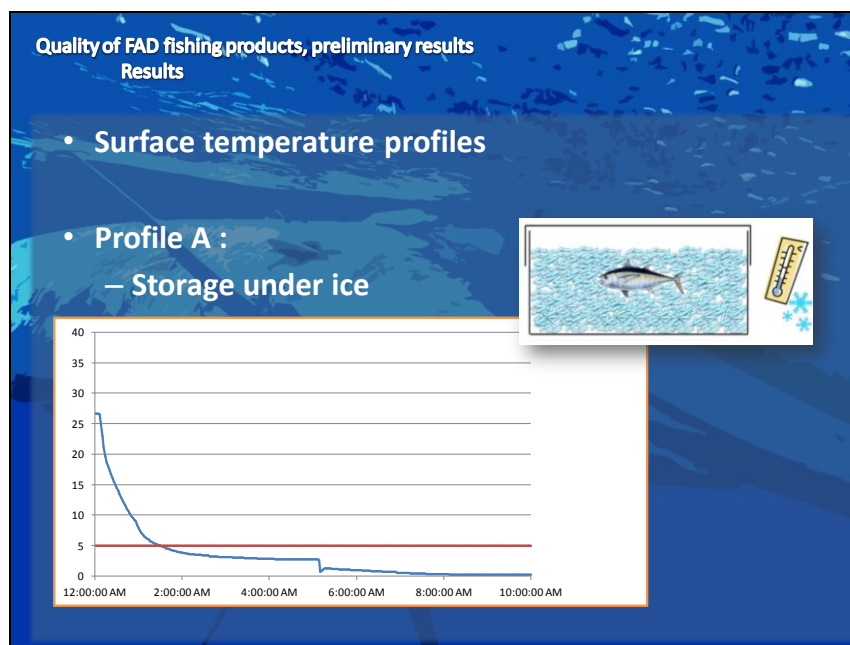 Quality of FAD fishing products, preliminary results
Results
• Surface temperature profiles
• Profile A :
– Storage under ice
40
35
30
25
20
15
10
5
0
12:00:00 AM 2:00:00 AM 4:00:00 AM 6:00:00 AM 8:00:00 AM 10:00:00 AM